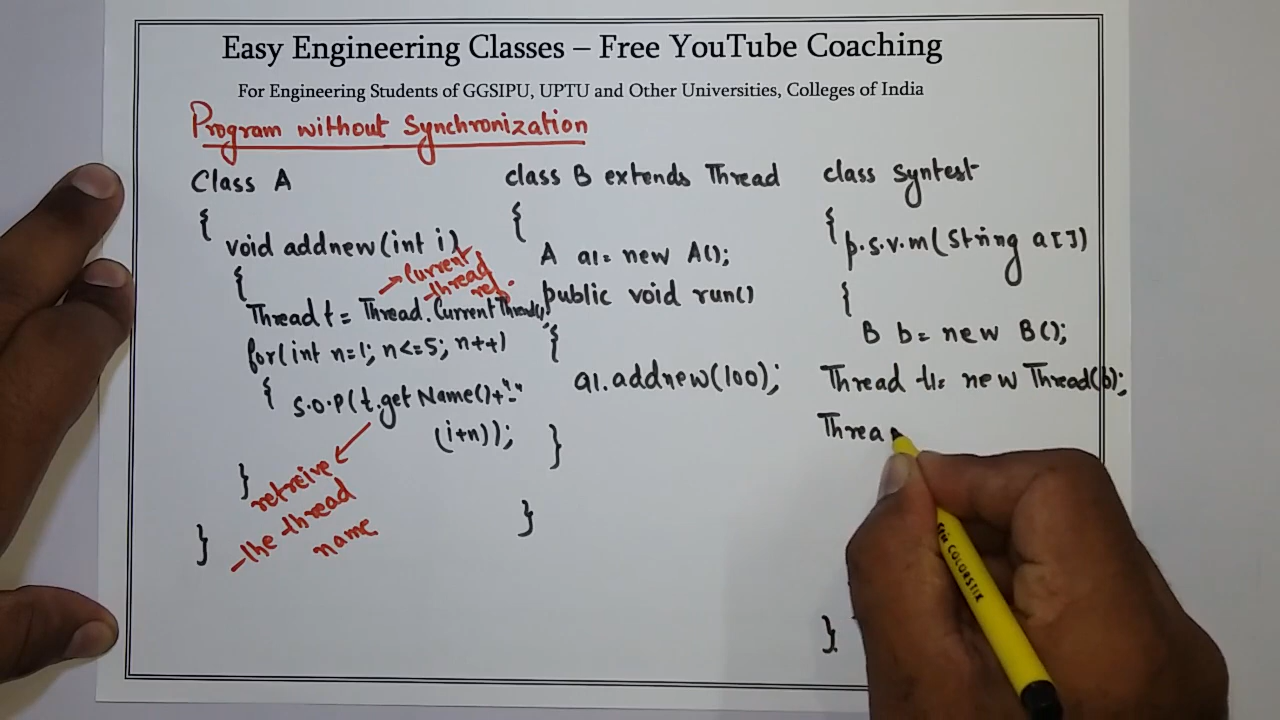 Easy Engineering Classes – Free YouTube Coaching
For Engineering Students of GGSIPU, UPTU and Other Universities, Colleges of India
Program without Synchronization
Class A
{
void addnew(int i)
{
→ Current
thread
ref.
Thread t = Thread.CurrentThread();
for(int n=1; n<=5; n++)
{ S.O.P(t.getName()+"-"
(i+n));
}
retreive
the thread
name
}
class B extends Thread
{
A a1= new A();
public void run()
{
a1.addnew(100);
}
}
class Syntest
{ p.s.v.m(String a[])
{
B b= new B();
Thread t1= new Thread(b);
Threa
}